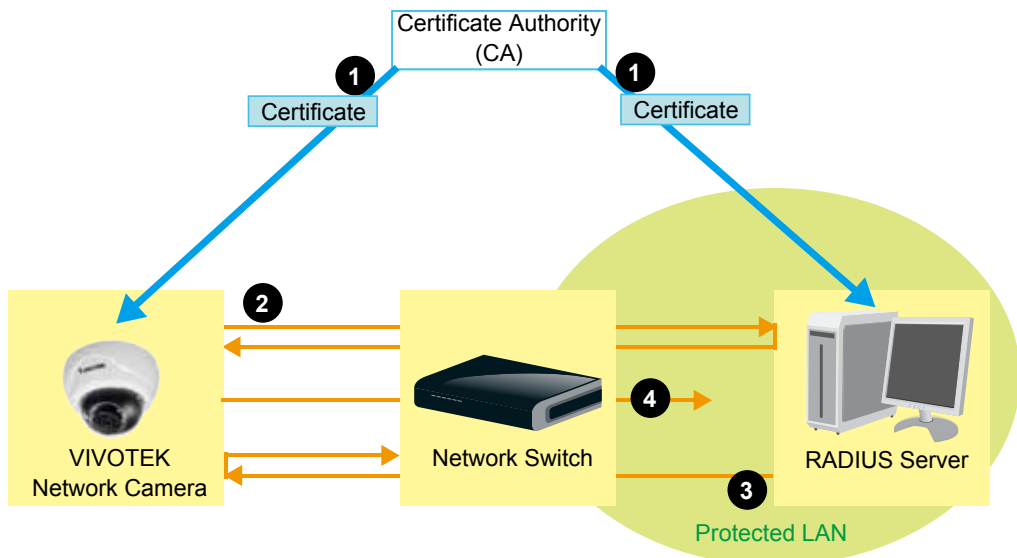 Certificate Authority
(CA)
1
1
Certificate
Certificate
2
4
VIVOTEK
Network Camera
Network Switch
RADIUS Server
3
Protected LAN